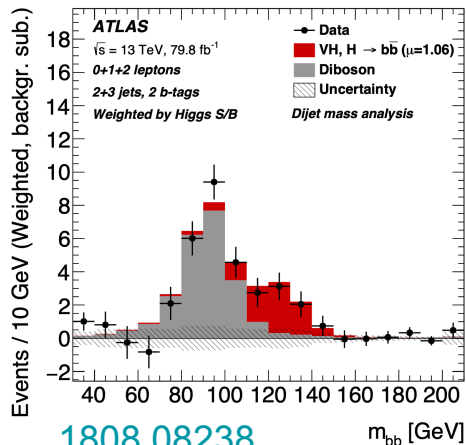 ATLAS
√s = 13 TeV, 79.8 fb⁻¹
0+1+2 leptons
2+3 jets, 2 b-tags
Weighted by Higgs S/B
Data
VH, H → bb̄ (μ=1.06)
Diboson
Uncertainty
Dijet mass analysis
Events / 10 GeV (Weighted, backgr. sub.)
18
16
14
12
10
8
6
4
2
0
−2
40 60 80 100 120 140 160 180 200
m_bb [GeV]
1808.08238